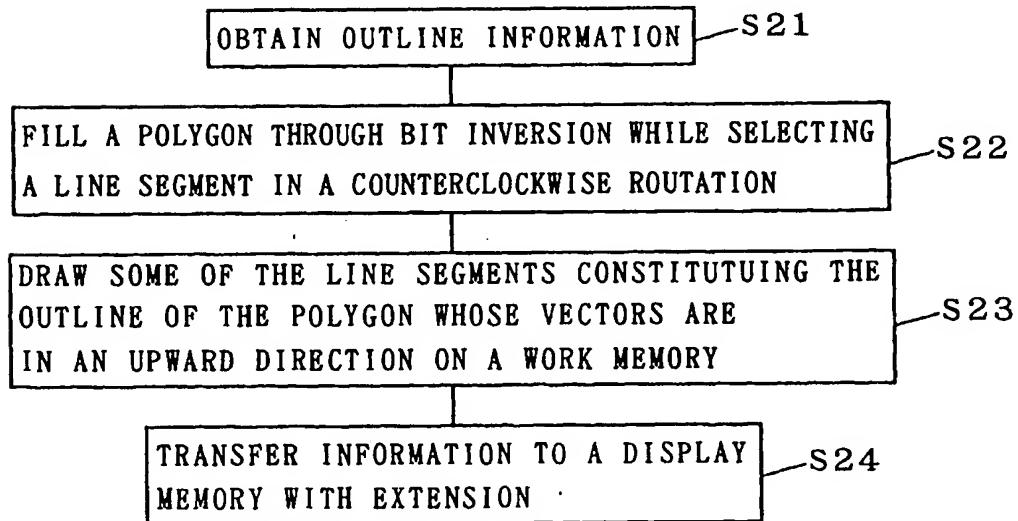 OBTAIN OUTLINE INFORMATION
S21
FILL A POLYGON THROUGH BIT INVERSION WHILE SELECTING
A LINE SEGMENT IN A COUNTERCLOCKWISE ROUTATION
S22
DRAW SOME OF THE LINE SEGMENTS CONSTITUTUING THE
OUTLINE OF THE POLYGON WHOSE VECTORS ARE
IN AN UPWARD DIRECTION ON A WORK MEMORY
S23
TRANSFER INFORMATION TO A DISPLAY
MEMORY WITH EXTENSION
S24